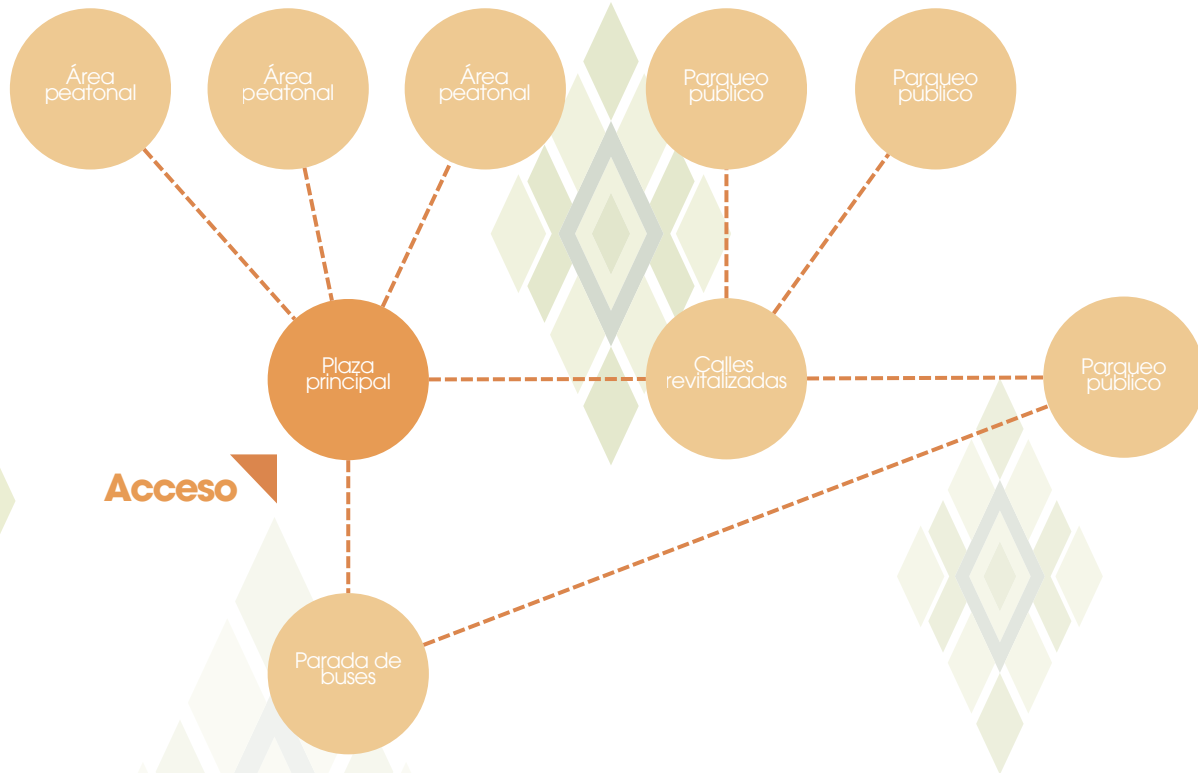 Área
peatonal
Área
peatonal
Área
peatonal
Parqueo
público
Parqueo
público
Plaza
principal
Calles
revitalizadas
Parqueo
público
Acceso
Parada de
buses